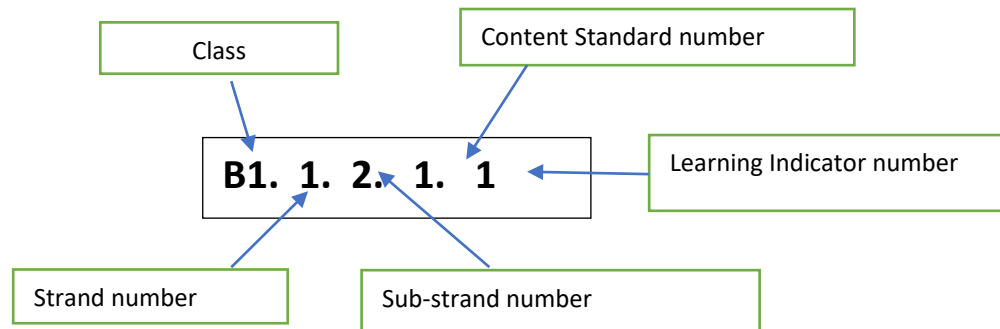 Content Standard number
Class
B1. 1. 2. 1. 1
Learning Indicator number
Strand number
Sub-strand number